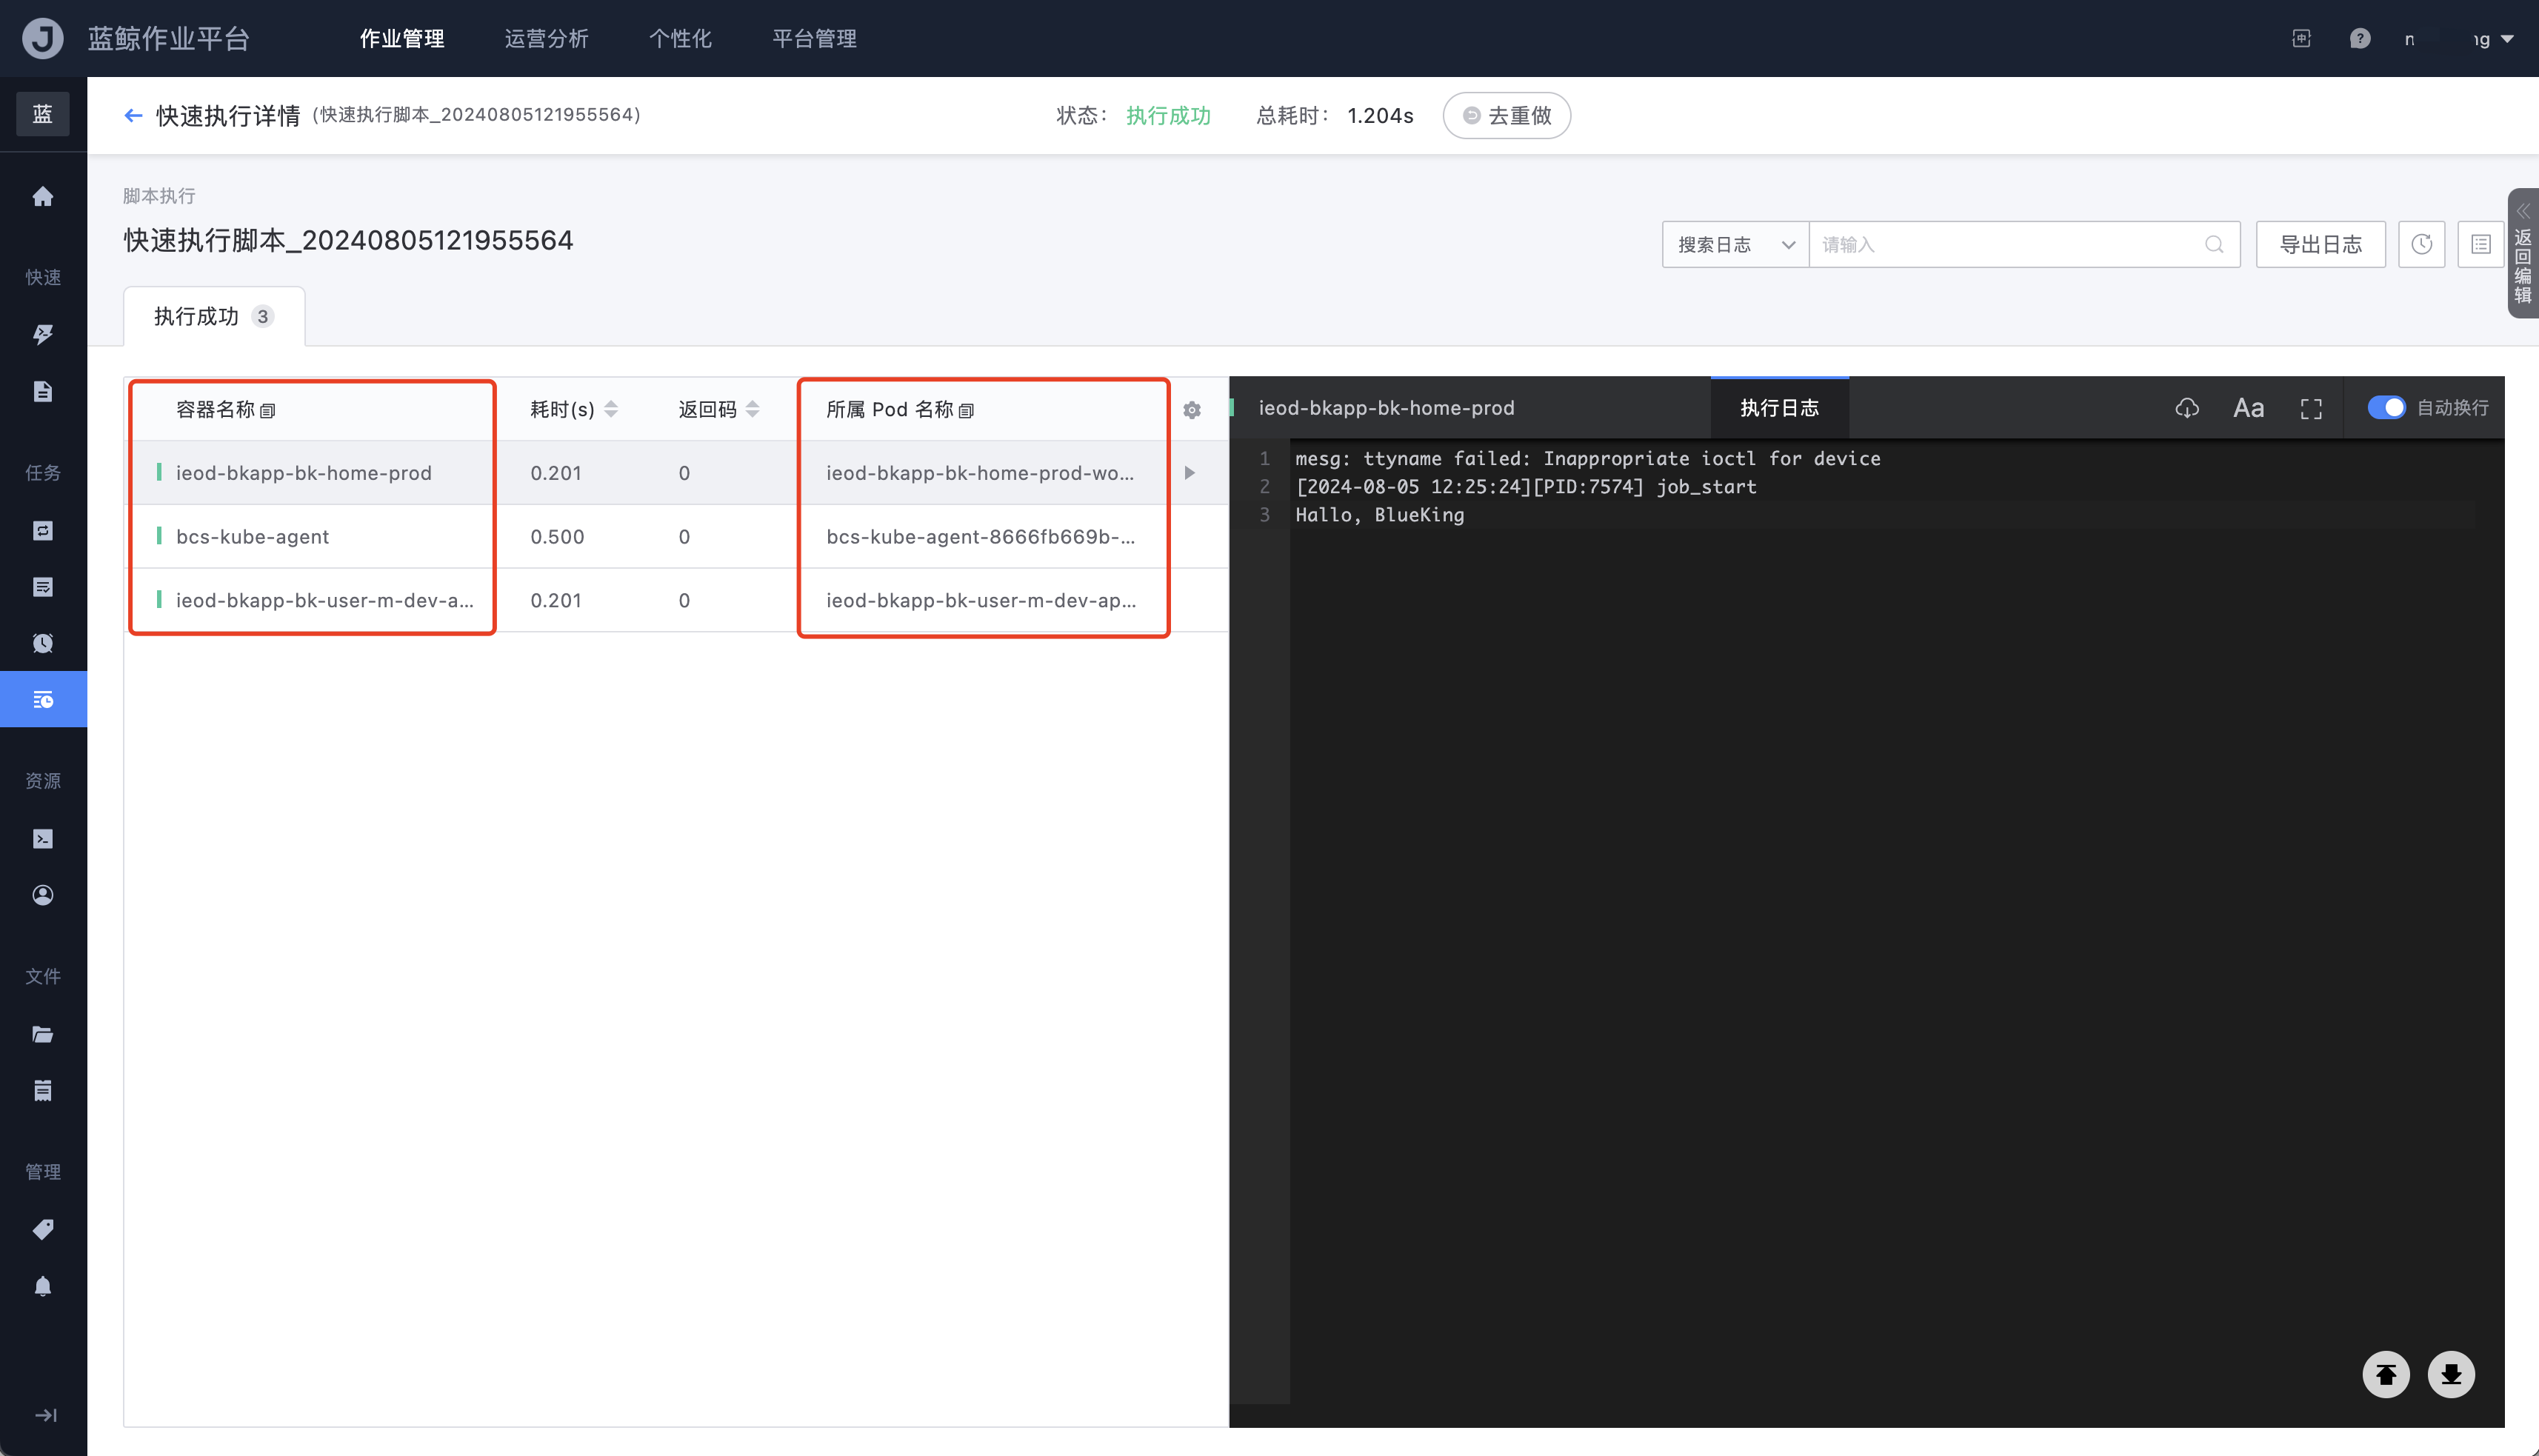 蓝鲸作业平台
作业管理 运营分析 个性化 平台管理
蓝
快速执行详情 (快速执行脚本_20240805121955564)
状态： 执行成功 总耗时： 1.204s 去重做
快速
任务
资源
文件
管理
脚本执行
快速执行脚本_20240805121955564
搜索日志 请输入 导出日志
返回编辑
执行成功 3
容器名称 耗时(s) 返回码 所属 Pod 名称
ieod-bkapp-bk-home-prod 0.201 0 ieod-bkapp-bk-home-prod-wo...
bcs-kube-agent 0.500 0 bcs-kube-agent-8666fb669b-...
ieod-bkapp-bk-user-m-dev-a... 0.201 0 ieod-bkapp-bk-user-m-dev-ap...
ieod-bkapp-bk-home-prod 执行日志 Aa 自动换行
1 mesg: ttyname failed: Inappropriate ioctl for device
2 [2024-08-05 12:25:24][PID:7574] job_start
3 Hallo, BlueKing